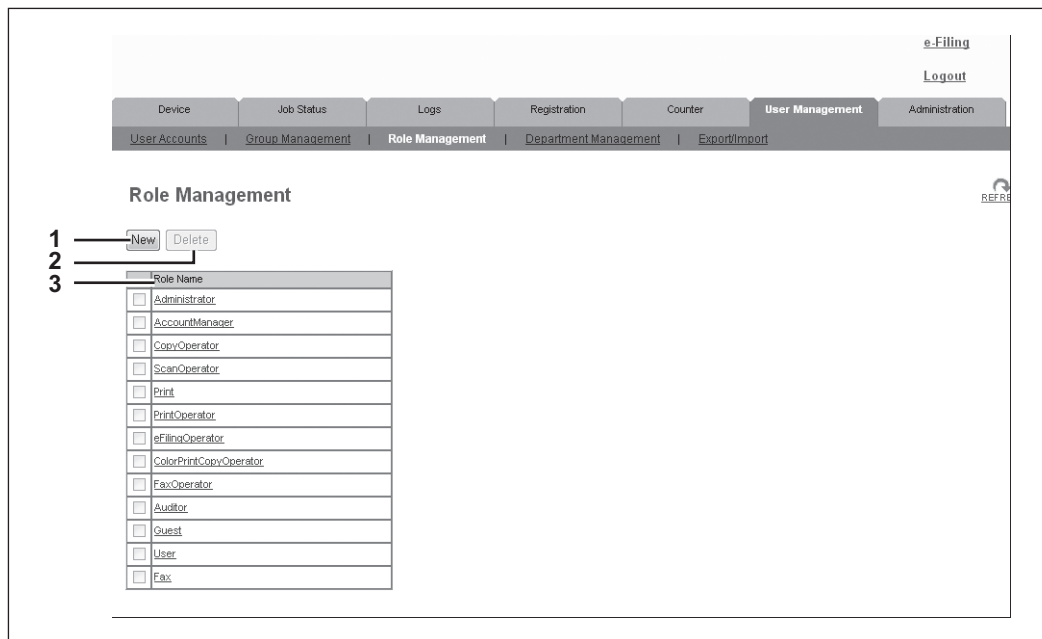 e-Filing
Logout
Device Job Status Logs Registration Counter User Management Administration
User Accounts | Group Management | Role Management | Department Management | Export/Import
Role Management
REFRE
1 New Delete
2
3 Role Name
Administrator
AccountManager
CopyOperator
ScanOperator
Print
PrintOperator
eFilingOperator
ColorPrintCopyOperator
FaxOperator
Auditor
Guest
User
Fax